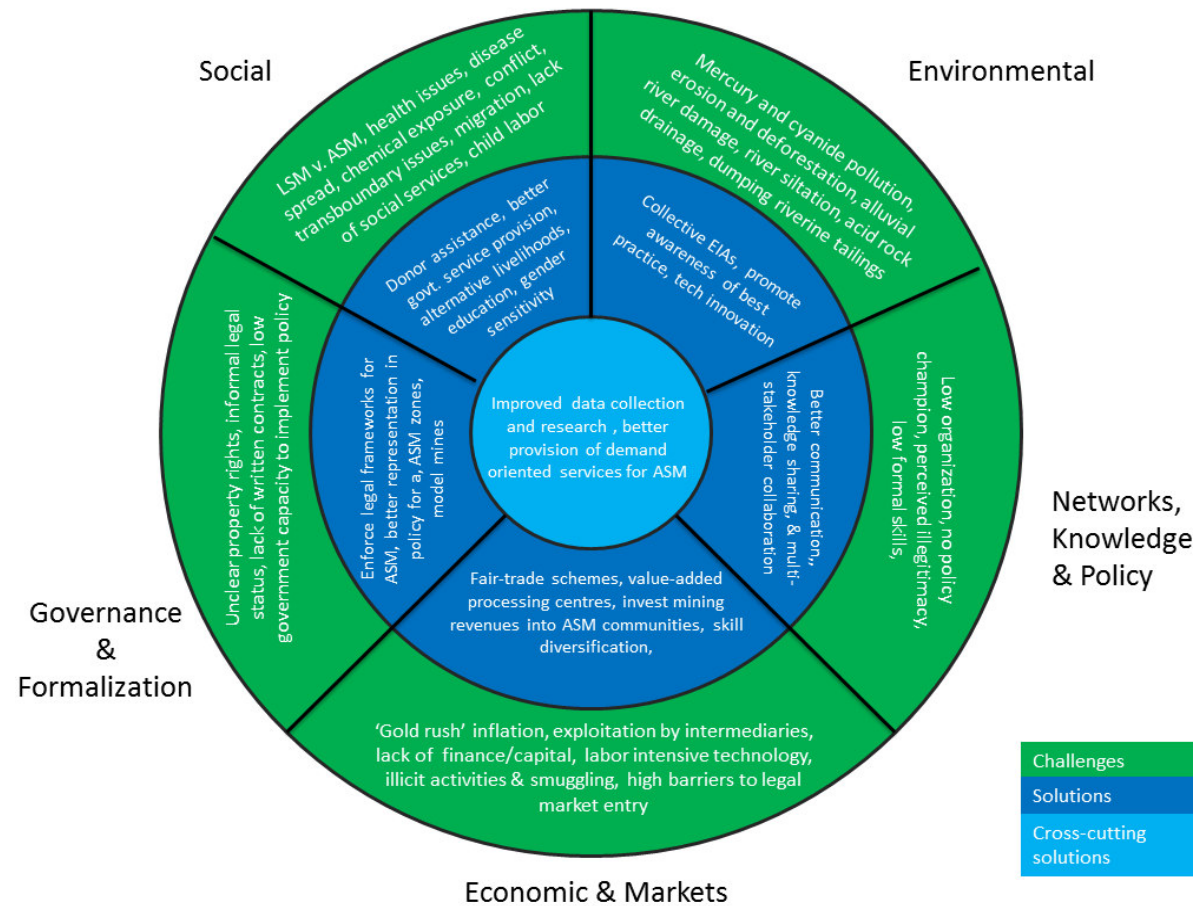 Social
Environmental
LSM v. ASM, health issues, disease
spread, chemical exposure, conflict,
transboundary issues, migration, lack
of social services, child labor
Mercury and cyanide pollution,
erosion and deforestation, alluvial
river damage, river siltation, acid rock
drainage, dumping riverine tailings
Donor assistance, better
govt. service provision,
alternative livelihoods,
education, gender
sensitivity
Collective EIAs, promote
awareness of best
practice, tech innovation
Unclear property rights, informal legal
status, lack of written contracts, low
government capacity to implement policy
Enforce legal frameworks for
ASM, better representation in
policy for a, ASM zones,
model mines
Improved data collection
and research , better
provision of demand
oriented services for ASM
Better communication,,
knowledge sharing, & multi-
stakeholder collaboration
Low organization, no policy
champion, perceived illegitimacy,
low formal skills,
Networks,
Knowledge
& Policy
Governance
&
Formalization
Fair-trade schemes, value-added
processing centres, invest mining
revenues into ASM communities, skill
diversification,
‘Gold rush’ inflation, exploitation by intermediaries,
lack of finance/capital, labor intensive technology,
illicit activities & smuggling, high barriers to legal
market entry
Economic & Markets
Challenges
Solutions
Cross-cutting
solutions